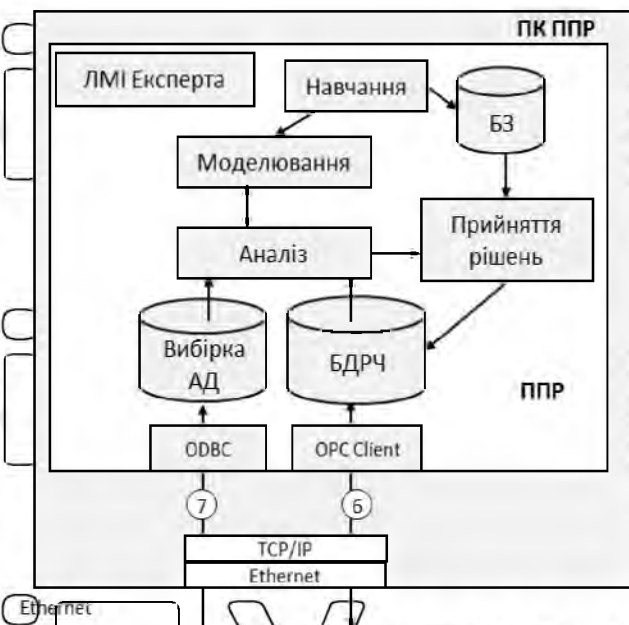 ПК ППР
ЛМІ Експерта
Навчання
БЗ
Моделювання
Прийняття
рішень
Аналіз
Вибірка
АД
БДРЧ
ППР
ODBC
OPC Client
7
6
TCP/IP
Ethernet
Ethernet